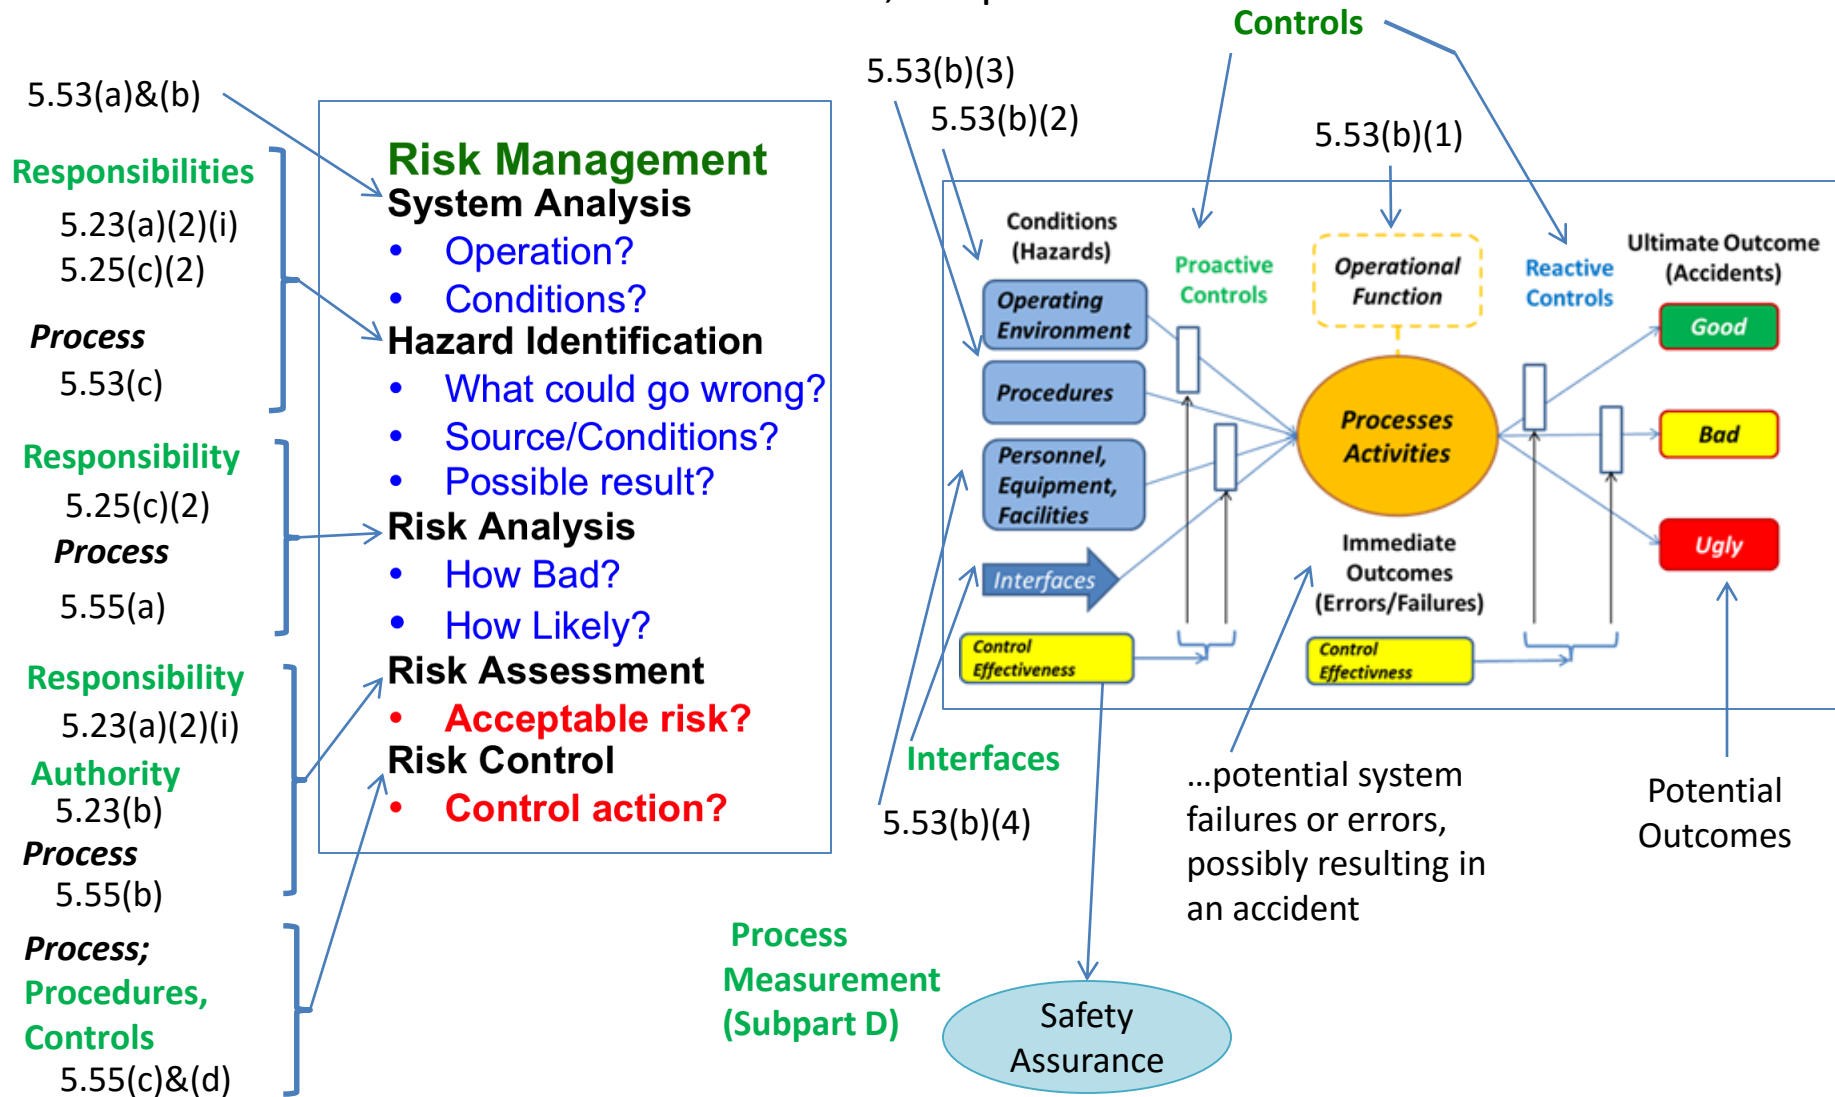 Controls
5.53(a)&(b)
Responsibilities
5.23(a)(2)(i)
5.25(c)(2)
Process
5.53(c)
Responsibility
5.25(c)(2)
Process
5.55(a)
Responsibility
5.23(a)(2)(i)
Authority
5.23(b)
Process
5.55(b)
Process;
Procedures,
Controls
5.55(c)&(d)
Risk Management
System Analysis
• Operation?
• Conditions?
Hazard Identification
• What could go wrong?
• Source/Conditions?
• Possible result?
Risk Analysis
• How Bad?
• How Likely?
Risk Assessment
• Acceptable risk?
Risk Control
• Control action?
5.53(b)(3)
5.53(b)(2)
5.53(b)(1)
Conditions
(Hazards)
Operating
Environment
Procedures
Personnel,
Equipment,
Facilities
Interfaces
Control
Effectiveness
Proactive
Controls
Operational
Function
Processes
Activities
Immediate
Outcomes
(Errors/Failures)
Control
Effectivness
Reactive
Controls
Ultimate Outcome
(Accidents)
Good
Bad
Ugly
Interfaces
5.53(b)(4)
...potential system
failures or errors,
possibly resulting in
an accident
Potential
Outcomes
Process
Measurement
(Subpart D)
Safety
Assurance